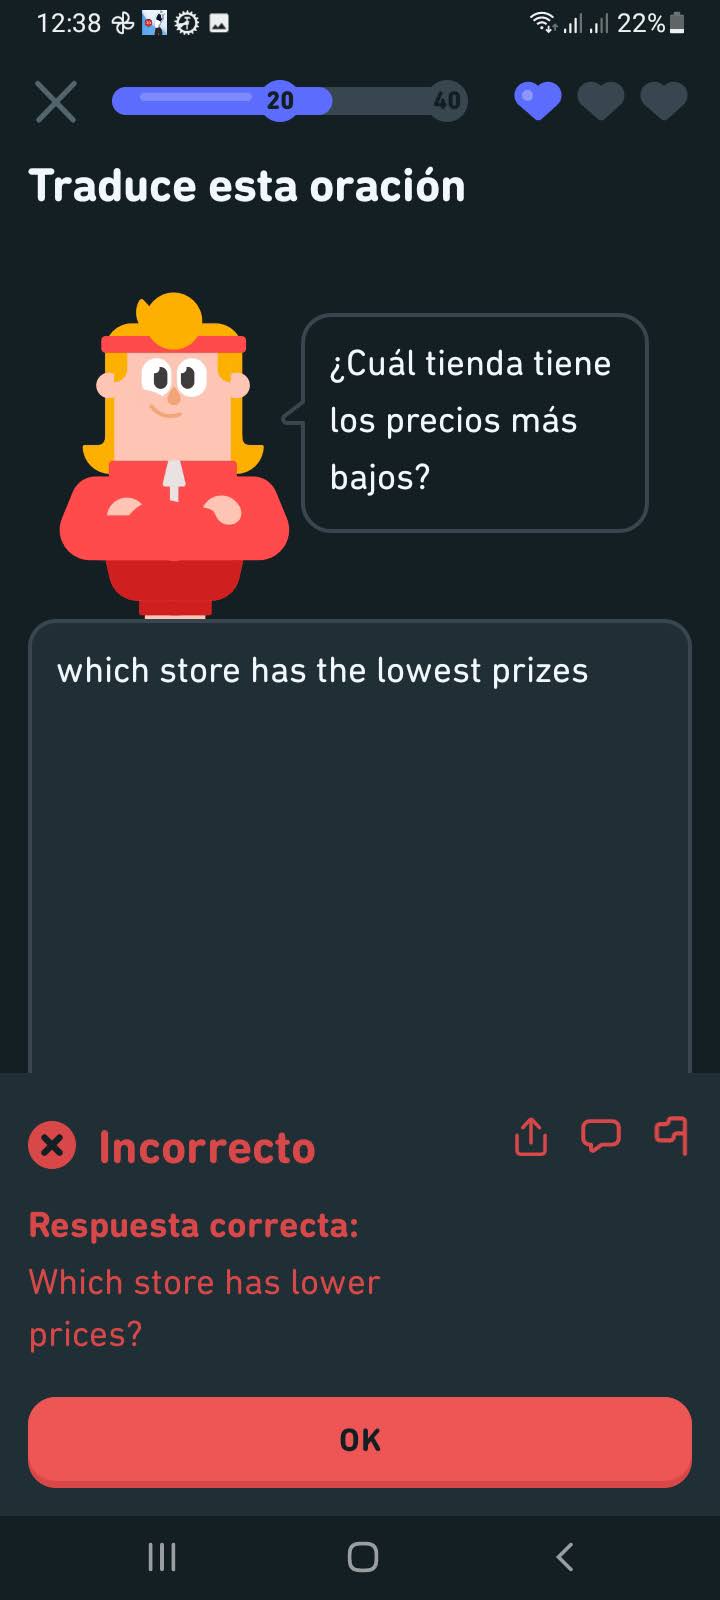 12:38
22%
20
40
Traduce esta oración
¿Cuál tienda tiene
los precios más
bajos?
which store has the lowest prizes
Incorrecto
Respuesta correcta:
Which store has lower
prices?
OK